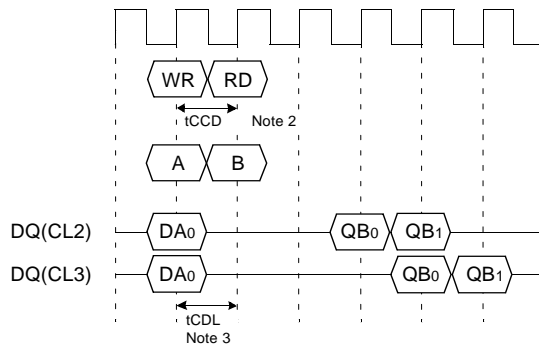 WR RD
tCCD Note 2
A B
DQ(CL2) DA0 QB0 QB1
DQ(CL3) DA0 QB0 QB1
tCDL
Note 3